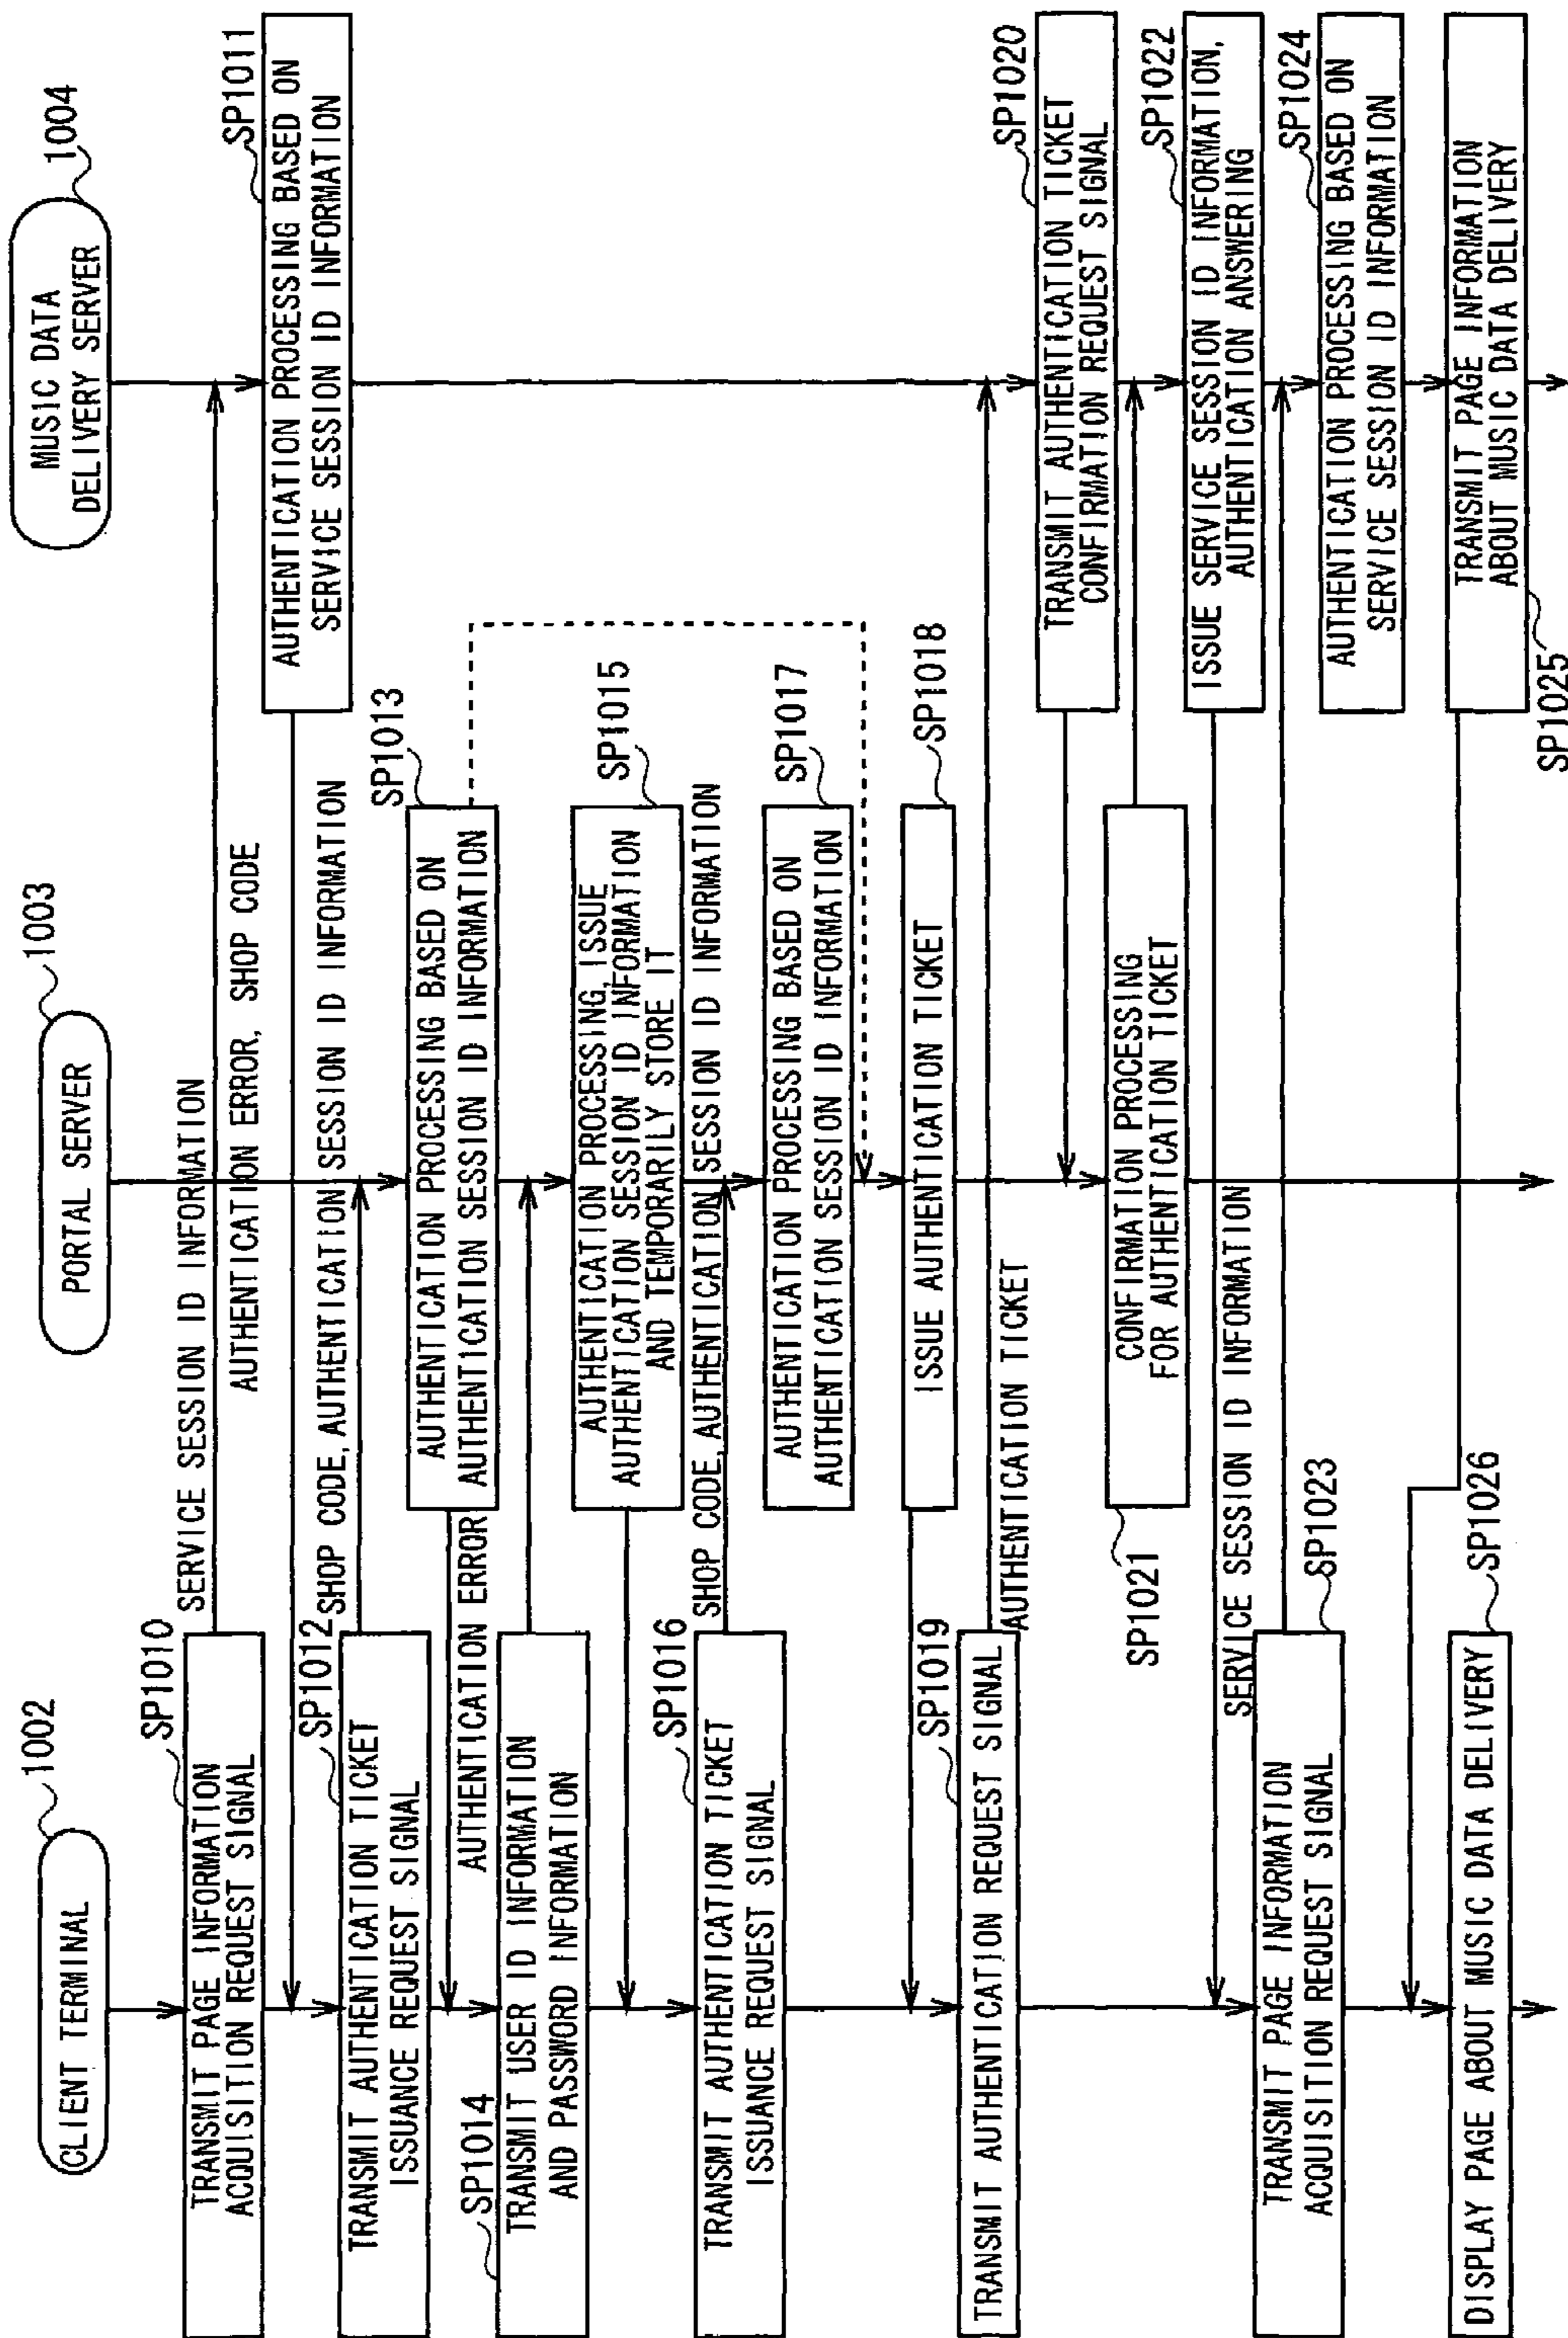 CLIENT TERMINAL
1002
PORTAL SERVER
1003
MUSIC DATA
DELIVERY SERVER
1004
SP1010
TRANSMIT PAGE INFORMATION
ACQUISITION REQUEST SIGNAL
SERVICE SESSION ID INFORMATION
SP1011
AUTHENTICATION PROCESSING BASED ON
SERVICE SESSION ID INFORMATION
AUTHENTICATION ERROR, SHOP CODE
SP1012
TRANSMIT AUTHENTICATION TICKET
ISSUANCE REQUEST SIGNAL
SHOP CODE, AUTHENTICATION SESSION ID INFORMATION
SP1013
AUTHENTICATION PROCESSING BASED ON
AUTHENTICATION SESSION ID INFORMATION
AUTHENTICATION ERROR
SP1014
TRANSMIT USER ID INFORMATION
AND PASSWORD INFORMATION
SP1015
AUTHENTICATION PROCESSING, ISSUE
AUTHENTICATION SESSION ID INFORMATION
AND TEMPORARILY STORE IT
SP1016
TRANSMIT AUTHENTICATION TICKET
ISSUANCE REQUEST SIGNAL
SHOP CODE, AUTHENTICATION SESSION ID INFORMATION
SP1017
AUTHENTICATION PROCESSING BASED ON
AUTHENTICATION SESSION ID INFORMATION
SP1018
ISSUE AUTHENTICATION TICKET
SP1019
TRANSMIT AUTHENTICATION REQUEST SIGNAL
AUTHENTICATION TICKET
SP1020
TRANSMIT AUTHENTICATION TICKET
CONFIRMATION REQUEST SIGNAL
SP1021
CONFIRMATION PROCESSING
FOR AUTHENTICATION TICKET
SP1022
ISSUE SERVICE SESSION ID INFORMATION,
AUTHENTICATION ANSWERING
SP1023
TRANSMIT PAGE INFORMATION
ACQUISITION REQUEST SIGNAL
SERVICE SESSION ID INFORMATION
SP1024
AUTHENTICATION PROCESS BASED ON
SERVICE SESSION ID INFORMATION
SP1025
TRANSMIT PAGE INFORMATION
ABOUT MUSIC DATA DELIVERY
SP1026
DISPLAY PAGE ABOUT MUSIC DATA DELIVERY